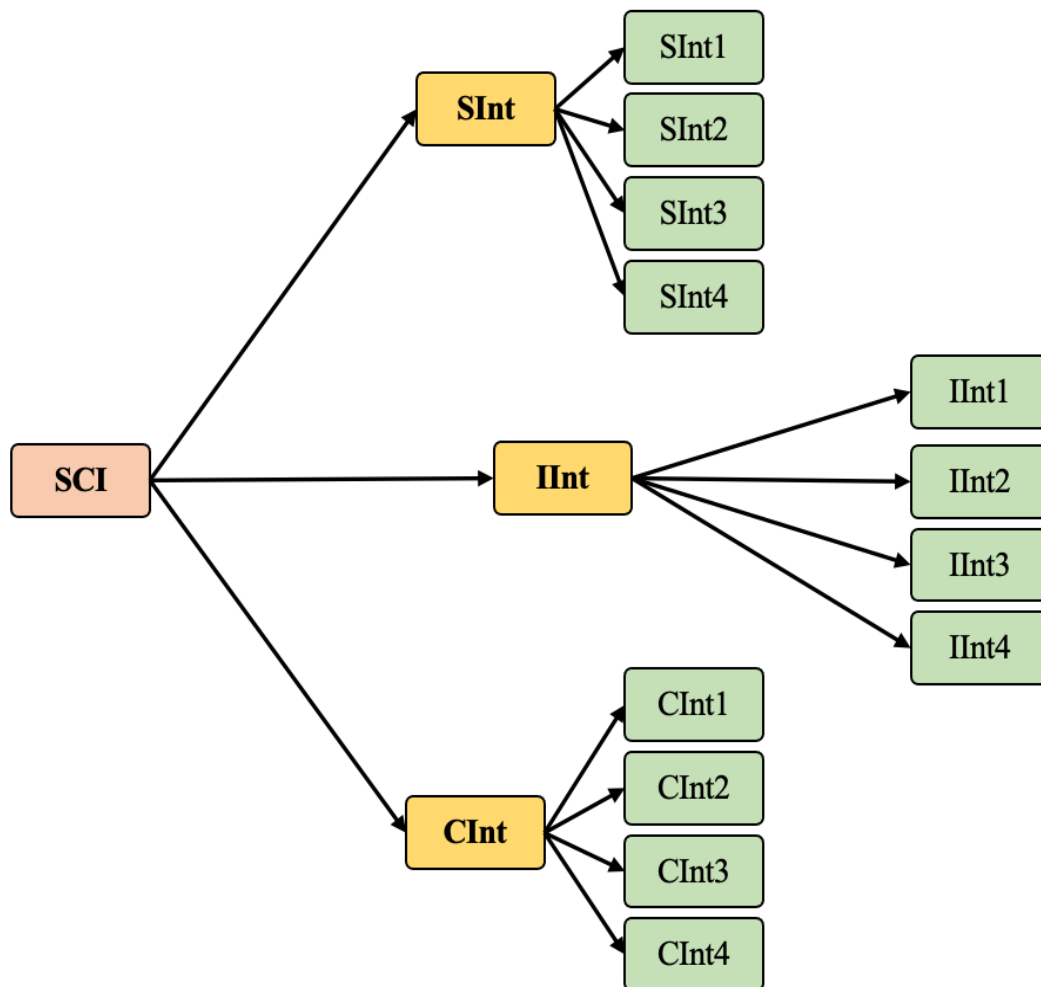 SInt1
SInt
SInt2
SInt3
SInt4
IInt1
SCI
IInt
IInt2
IInt3
IInt4
CInt1
CInt2
CInt
CInt3
CInt4